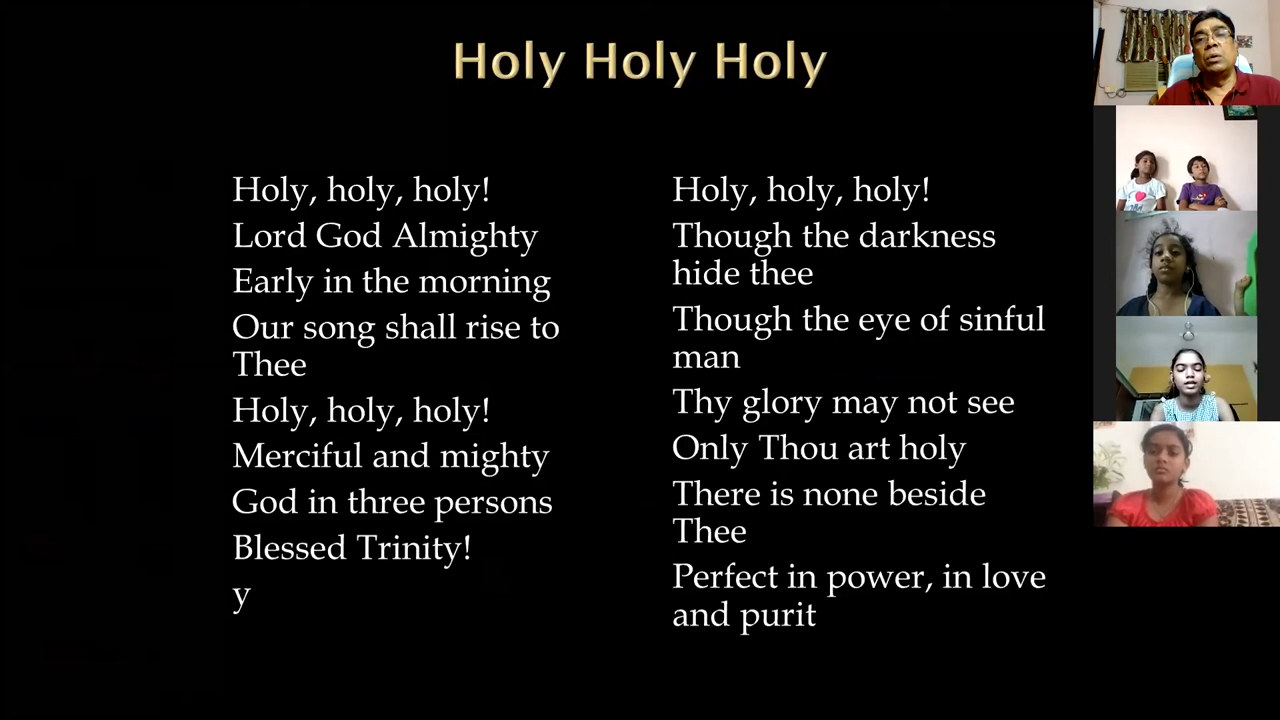 Holy Holy Holy
Holy, holy, holy!
Lord God Almighty
Early in the morning
Our song shall rise to
Thee
Holy, holy, holy!
Merciful and mighty
God in three persons
Blessed Trinity!
y
Holy, holy, holy!
Though the darkness
hide thee
Though the eye of sinful
man
Thy glory may not see
Only Thou art holy
There is none beside
Thee
Perfect in power, in love
and purit